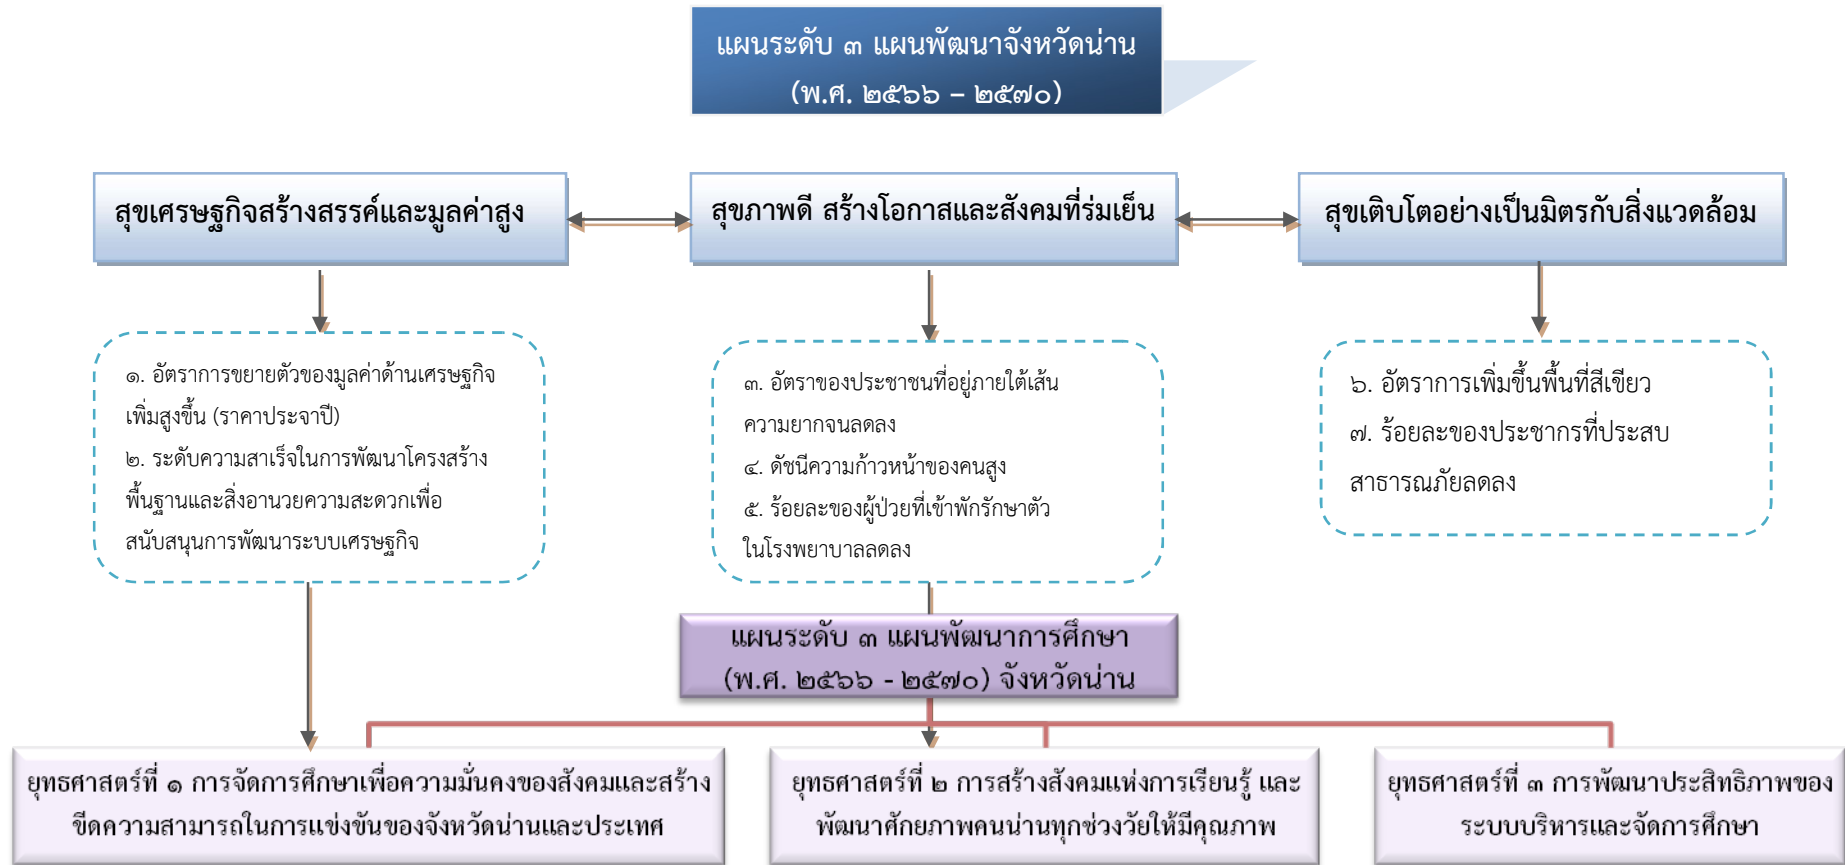 แผนระดับ ๓ แผนพัฒนาจังหวัดน่าน
(พ.ศ. ๒๕๖๖ – ๒๕๗๐)
สุขเศรษฐกิจสร้างสรรค์และมูลค่าสูง
สุขภาพดี สร้างโอกาสและสังคมที่ร่มเย็น
สุขเติบโตอย่างเป็นมิตรกับสิ่งแวดล้อม
๑. อัตราการขยายตัวของมูลค่าด้านเศรษฐกิจ
เพิ่มสูงขึ้น (ราคาประจาปี)
๒. ระดับความสาเร็จในการพัฒนาโครงสร้าง
พื้นฐานและสิ่งอานวยความสะดวกเพื่อ
สนับสนุนการพัฒนาระบบเศรษฐกิจ
๓. อัตราของประชาชนที่อยู่ภายใต้เส้น
ความยากจนลดลง
๔. ดัชนีความก้าวหน้าของคนสูง
๕. ร้อยละของผู้ป่วยที่เข้าพักรักษาตัว
ในโรงพยาบาลลดลง
๖. อัตราการเพิ่มขึ้นพื้นที่สีเขียว
๗. ร้อยละของประชากรที่ประสบ
สาธารณภัยลดลง
แผนระดับ ๓ แผนพัฒนาการศึกษา
(พ.ศ. ๒๕๖๖ - ๒๕๗๐) จังหวัดน่าน
ยุทธศาสตร์ที่ ๑ การจัดการศึกษาเพื่อความมั่นคงของสังคมและสร้าง
ขีดความสามารถในการแข่งขันของจังหวัดน่านและประเทศ
ยุทธศาสตร์ที่ ๒ การสร้างสังคมแห่งการเรียนรู้ และ
พัฒนาศักยภาพคนน่านทุกช่วงวัยให้มีคุณภาพ
ยุทธศาสตร์ที่ ๓ การพัฒนาประสิทธิภาพของ
ระบบบริหารและจัดการศึกษา